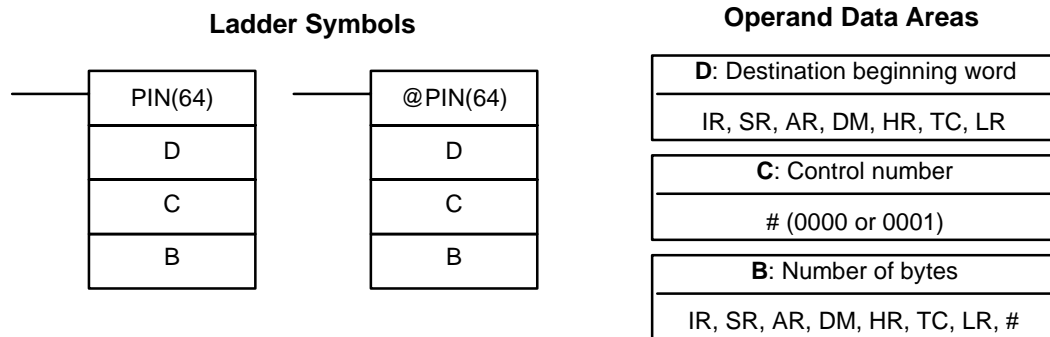 Ladder Symbols
PIN(64)
D
C
B
@PIN(64)
D
C
B
Operand Data Areas
D: Destination beginning word
IR, SR, AR, DM, HR, TC, LR
C: Control number
# (0000 or 0001)
B: Number of bytes
IR, SR, AR, DM, HR, TC, LR, #